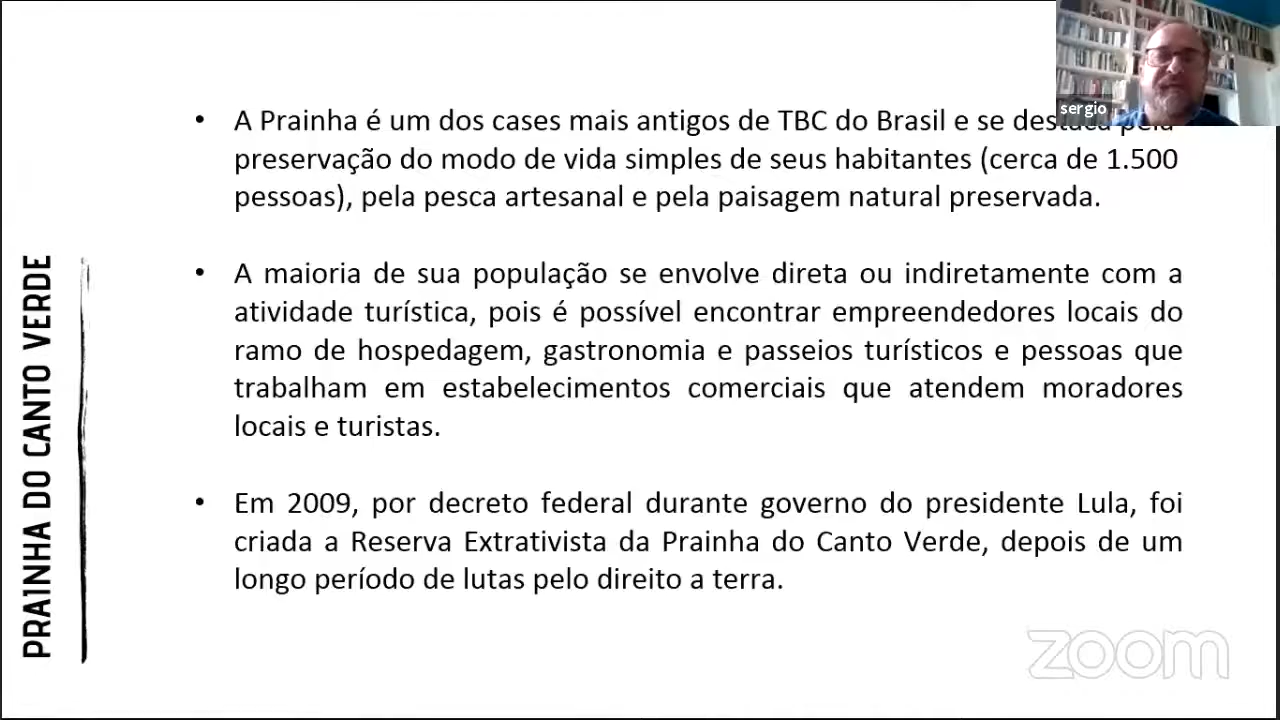 sergio
• A Prainha é um dos cases mais antigos de TBC do Brasil e se destaca pela
preservação do modo de vida simples de seus habitantes (cerca de 1.500
pessoas), pela pesca artesanal e pela paisagem natural preservada.
• A maioria de sua população se envolve direta ou indiretamente com a
atividade turística, pois é possível encontrar empreendedores locais do
ramo de hospedagem, gastronomia e passeios turísticos e pessoas que
trabalham em estabelecimentos comerciais que atendem moradores
locais e turistas.
• Em 2009, por decreto federal durante governo do presidente Lula, foi
criada a Reserva Extrativista da Prainha do Canto Verde, depois de um
longo período de lutas pelo direito a terra.
PRAINHA DO CANTO VERDE
zoom